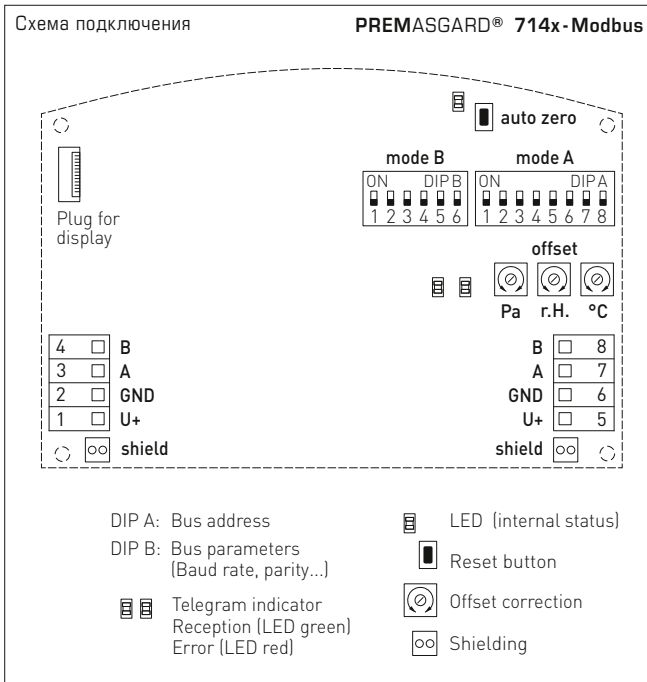 Схема подключения
PREMASGARD® 714x-Modbus
auto zero
mode B
mode A
ON DIP B
1 2 3 4 5 6
ON DIP A
1 2 3 4 5 6 7 8
Plug for
display
offset
Pa r.H. °C
4 B
3 A
2 GND
1 U+
shield
B 8
A 7
GND 6
U+ 5
shield
DIP A: Bus address
DIP B: Bus parameters
(Baud rate, parity...)
Telegram indicator
Reception (LED green)
Error (LED red)
LED (internal status)
Reset button
Offset correction
Shielding